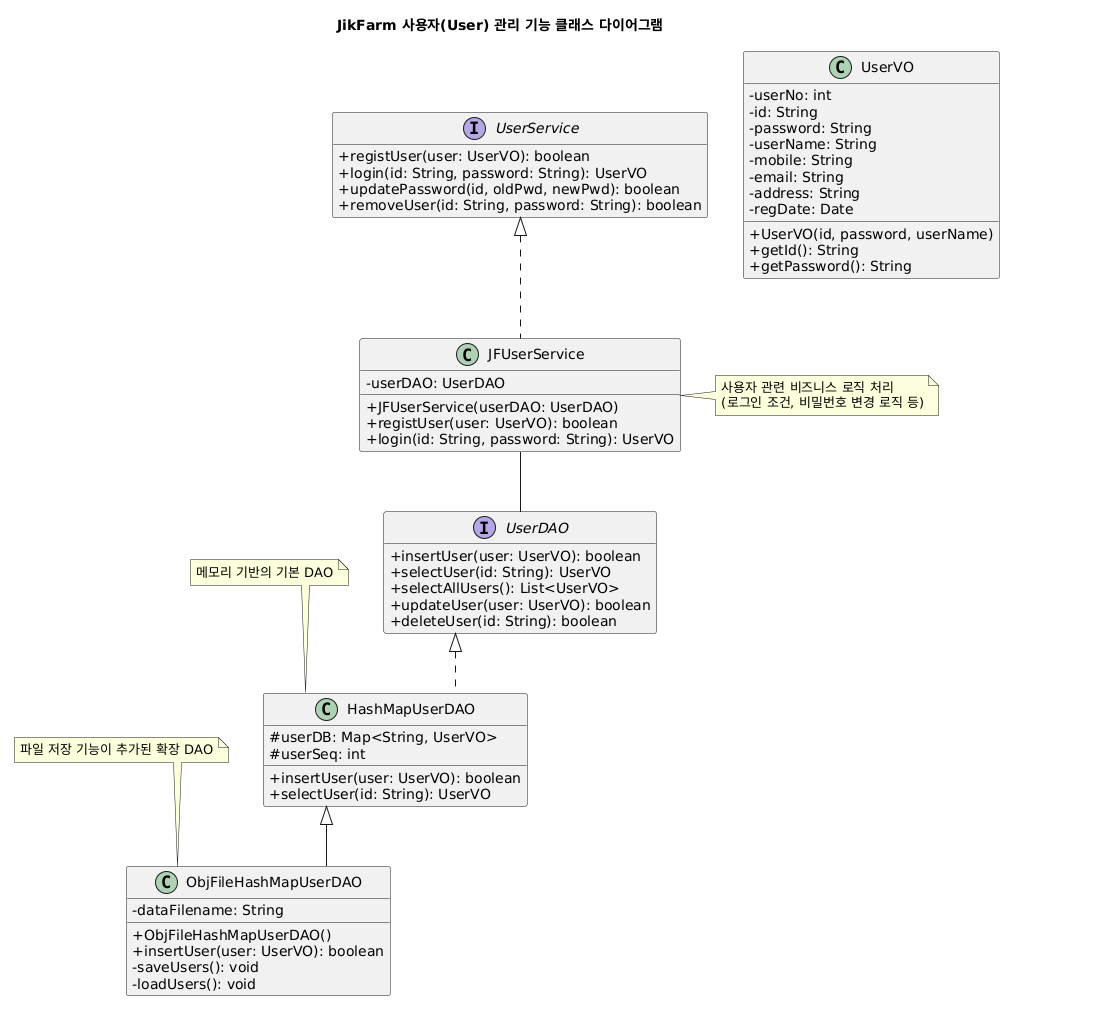 JikFarm 사용자(User) 관리 기능 클래스 다이어그램
C UserVO
-userNo: int
-id: String
-password: String
-userName: String
-mobile: String
-email: String
-address: String
-regDate: Date
+UserVO(id, password, userName)
+getId(): String
+getPassword(): String
I UserService
+registUser(user: UserVO): boolean
+login(id: String, password: String): UserVO
+updatePassword(id, oldPwd, newPwd): boolean
+removeUser(id: String, password: String): boolean
C JFUserService
-userDAO: UserDAO
+JFUserService(userDAO: UserDAO)
+registUser(user: UserVO): boolean
+login(id: String, password: String): UserVO
사용자 관련 비즈니스 로직 처리
(로그인 조건, 비밀번호 변경 로직 등)
I UserDAO
+insertUser(user: UserVO): boolean
+selectUser(id: String): UserVO
+selectAllUsers(): List<UserVO>
+updateUser(user: UserVO): boolean
+deleteUser(id: String): boolean
메모리 기반의 기본 DAO
C HashMapUserDAO
#userDB: Map<String, UserVO>
#userSeq: int
+insertUser(user: UserVO): boolean
+selectUser(id: String): UserVO
파일 저장 기능이 추가된 확장 DAO
C ObjFileHashMapUserDAO
-dataFilename: String
+ObjFileHashMapUserDAO()
+insertUser(user: UserVO): boolean
-saveUsers(): void
-loadUsers(): void